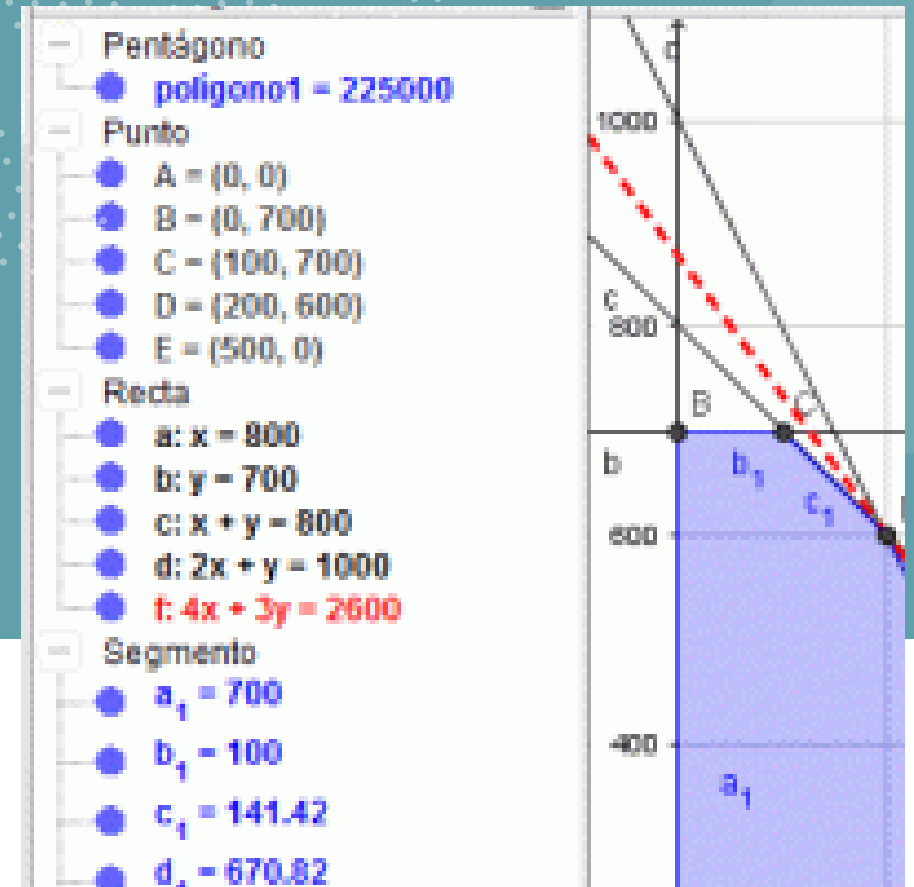 Pentágono
polígono1 = 225000
Punto
A = (0, 0)
B = (0, 700)
C = (100, 700)
D = (200, 600)
E = (500, 0)
Recta
a: x = 800
b: y = 700
c: x + y = 800
d: 2x + y = 1000
f: 4x + 3y = 2600
Segmento
a₁ = 700
b₁ = 100
c₁ = 141.42
d₁ = 670.82
d
1000
c
800
B
C
b
b₁
c₁
600
400
a₁